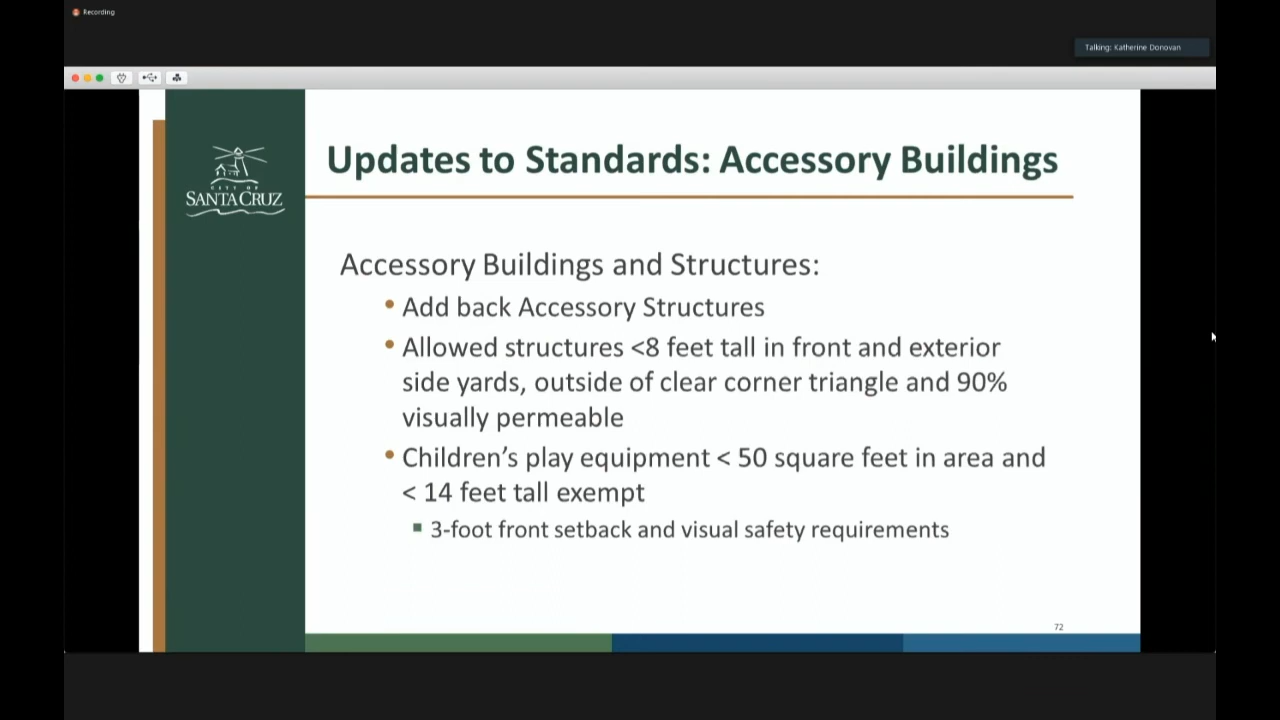 Recording
Talking: Katherine Donovan
CITY OF
SANTA CRUZ
Updates to Standards: Accessory Buildings
Accessory Buildings and Structures:
• Add back Accessory Structures
• Allowed structures <8 feet tall in front and exterior
side yards, outside of clear corner triangle and 90%
visually permeable
• Children’s play equipment < 50 square feet in area and
< 14 feet tall exempt
▪ 3-foot front setback and visual safety requirements
72